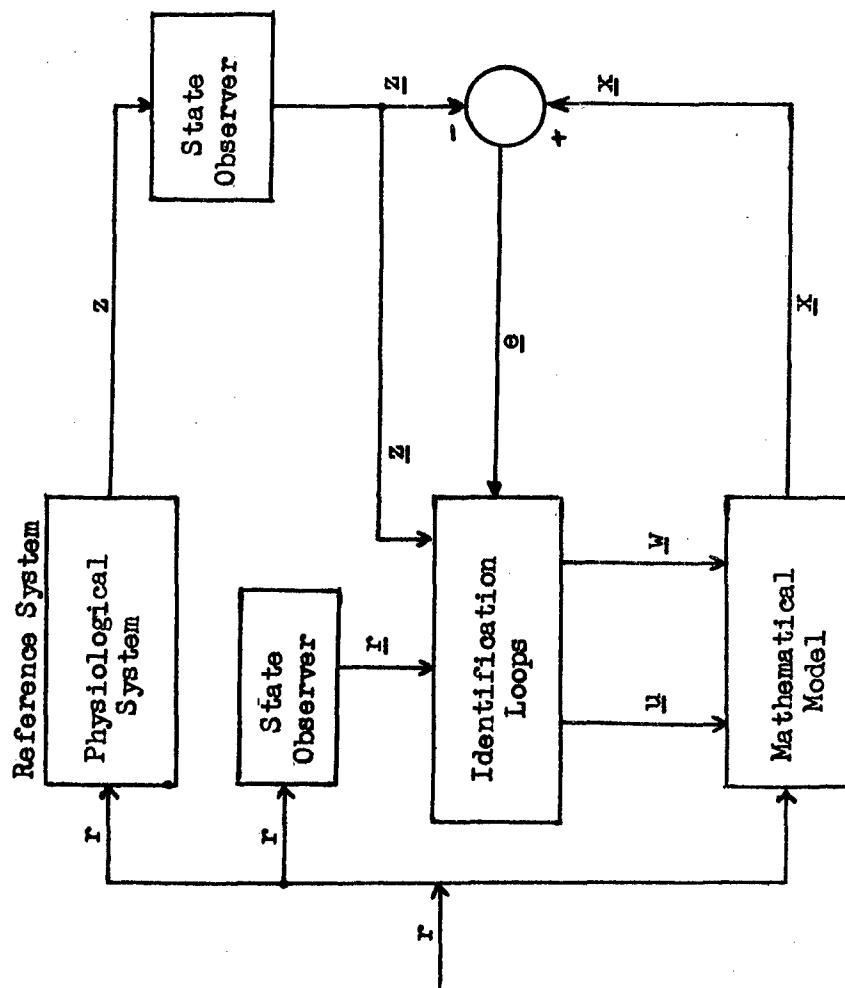 Reference System
Physiological
System
State
Observer
State
Observer
Identification
Loops
Mathematical
Model
r
r
r
<u>r</u>
z
<u>z</u>
<u>z</u>
-
+
<u>e</u>
<u>w</u>
<u>u</u>
<u>x</u>
<u>x</u>